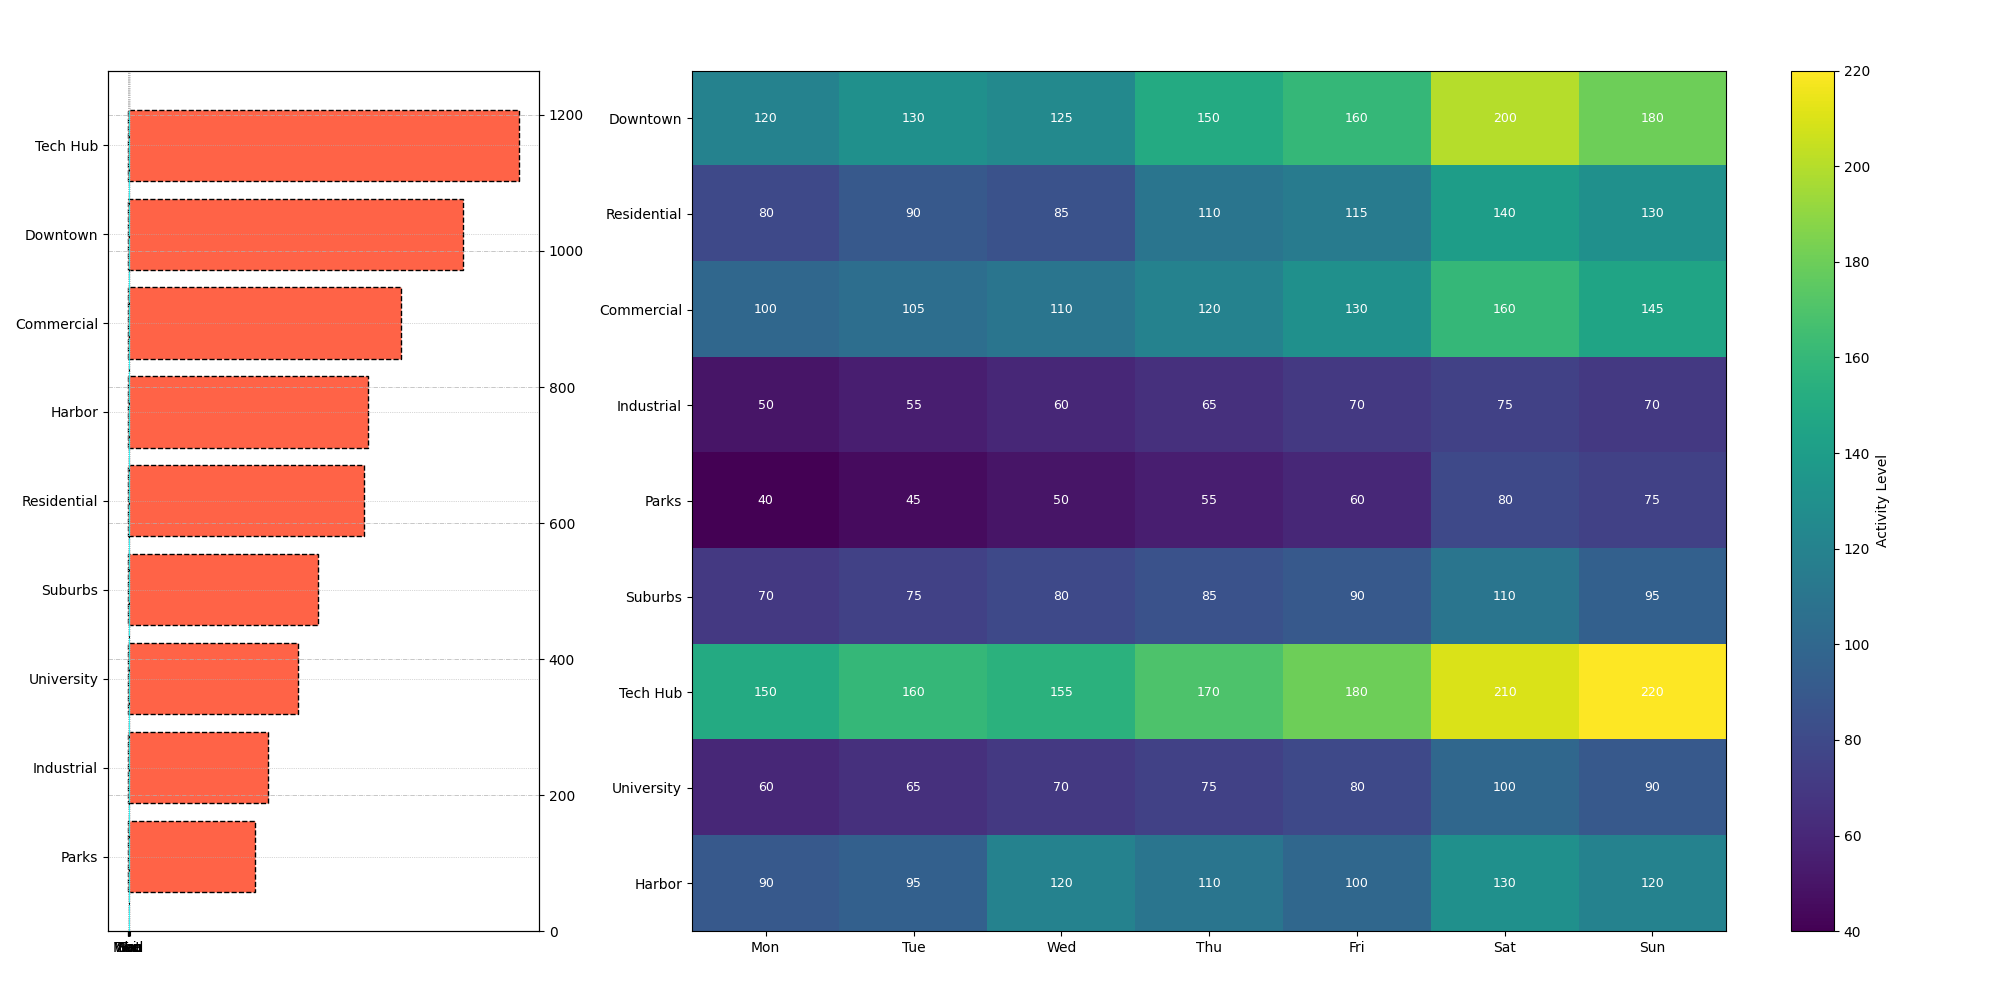 Tech Hub
Downtown
Commercial
Harbor
Residential
Suburbs
University
Industrial
Parks
1200
1000
800
600
400
200
0
Downtown 120 130 125 150 160 200 180
Residential 80 90 85 110 115 140 130
Commercial 100 105 110 120 130 160 145
Industrial 50 55 60 65 70 75 70
Parks 40 45 50 55 60 80 75
Suburbs 70 75 80 85 90 110 95
Tech Hub 150 160 155 170 180 210 220
University 60 65 70 75 80 100 90
Harbor 90 95 120 110 100 130 120
Mon Tue Wed Thu Fri Sat Sun
220
200
180
160
140
120
100
80
60
40
Activity Level